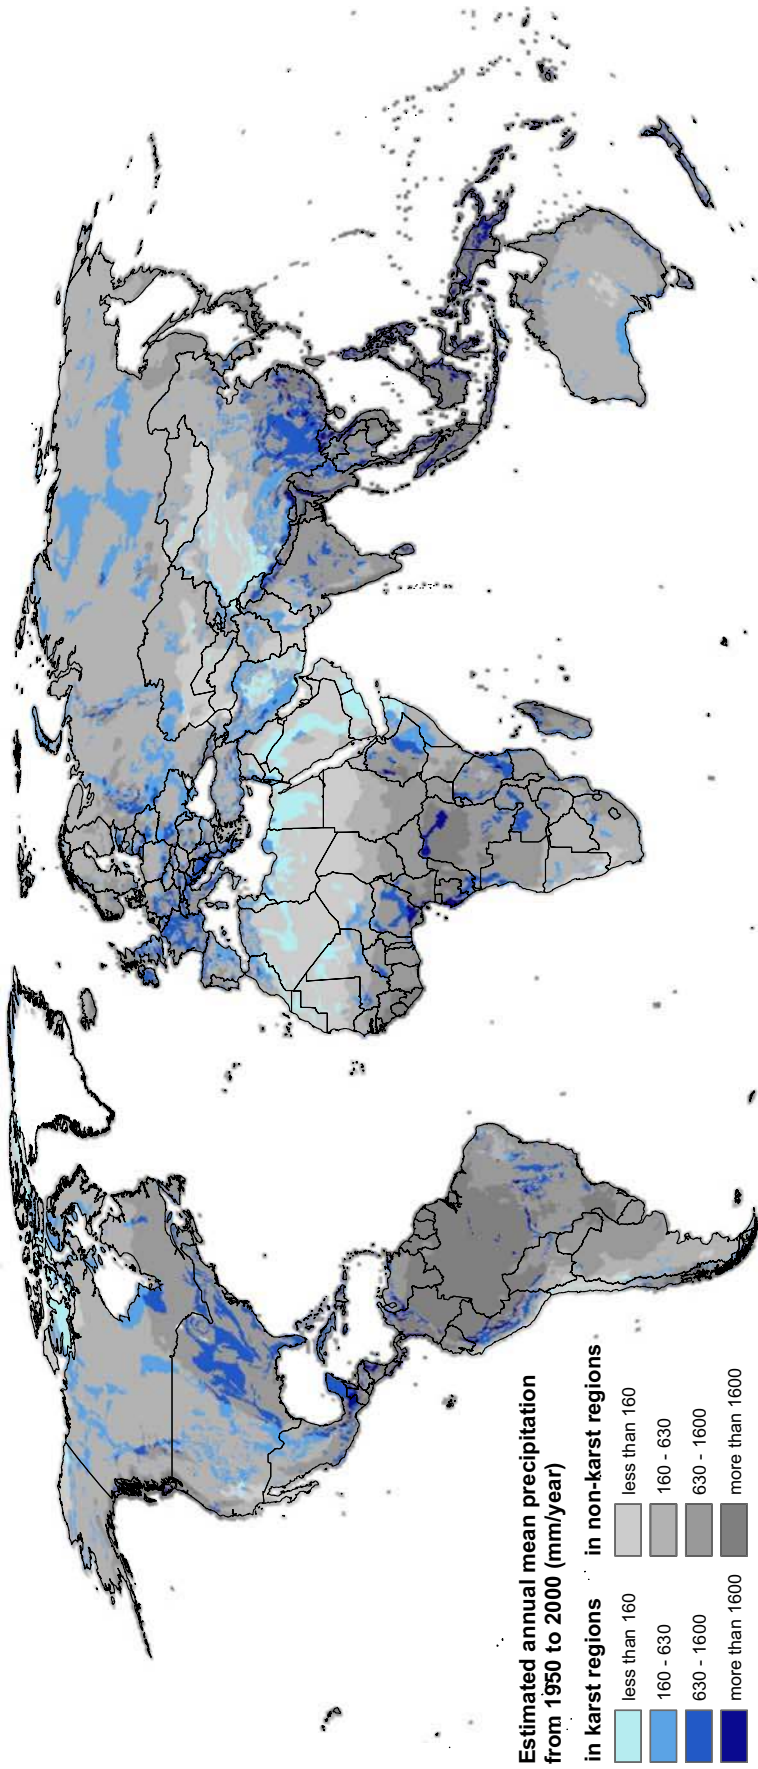 Estimated annual mean precipitation
from 1950 to 2000 (mm/year)
in karst regions in non-karst regions
less than 160 less than 160
160 - 630 160 - 630
630 - 1600 630 - 1600
more than 1600 more than 1600